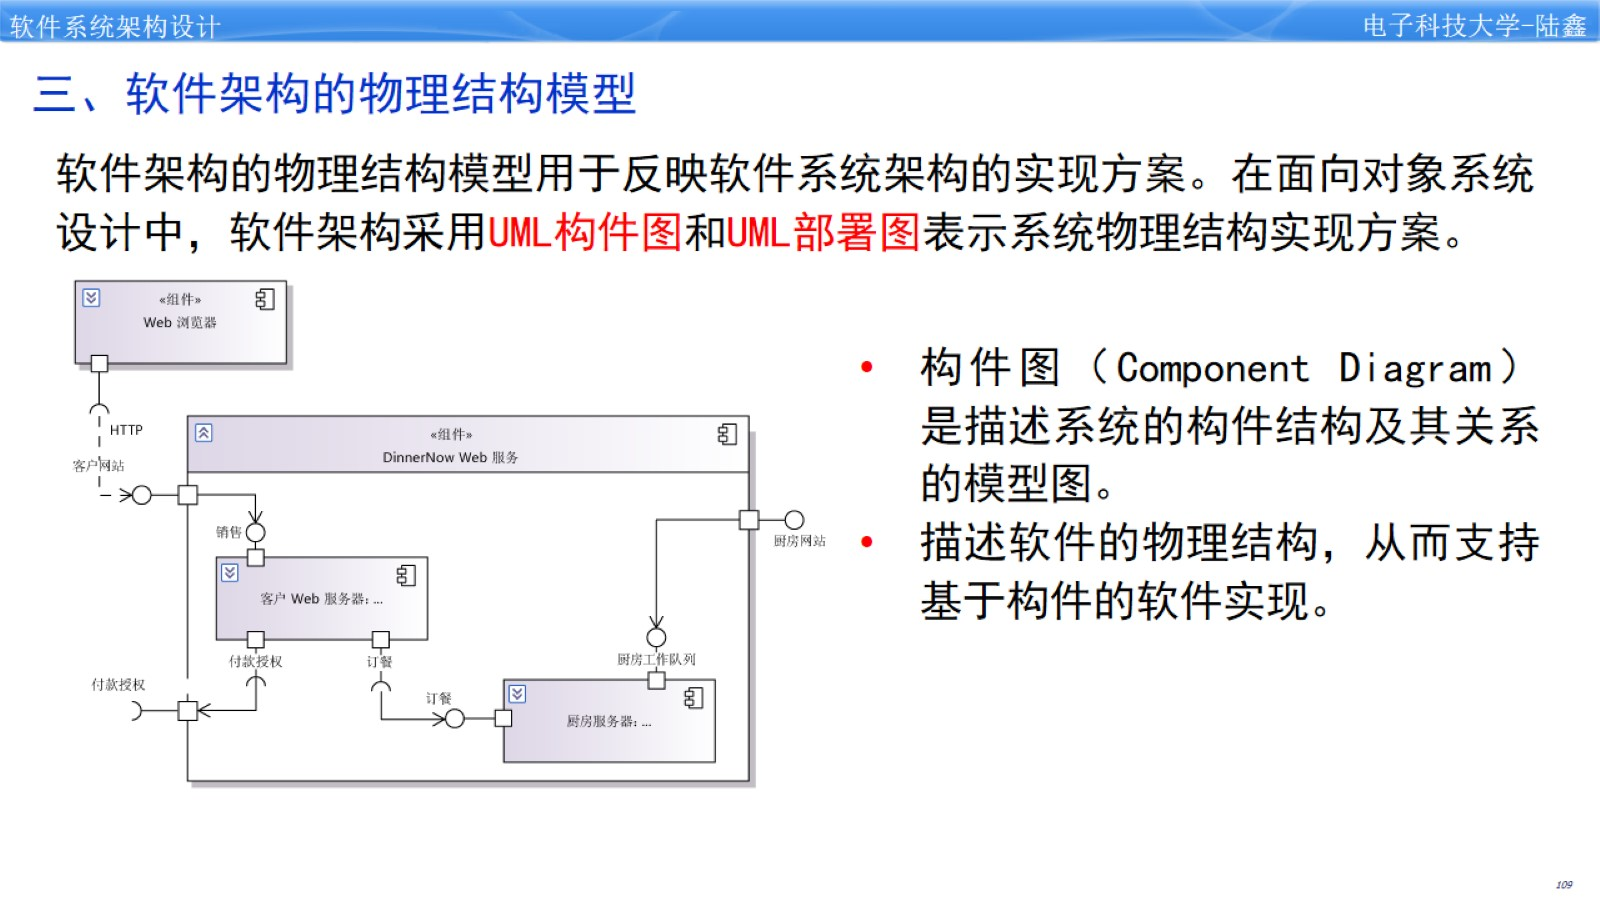 软件系统架构设计
电子科技大学-陆鑫
三、软件架构的物理结构模型
软件架构的物理结构模型用于反映软件系统架构的实现方案。在面向对象系统
设计中，软件架构采用UML构件图和UML部署图表示系统物理结构实现方案。
«组件»
Web 浏览器
HTTP
客户网站
«组件»
DinnerNow Web 服务
销售
厨房网站
客户 Web 服务器：...
付款授权
订餐
厨房工作队列
付款授权
订餐
厨房服务器：...
• 构件图（Component Diagram）
是描述系统的构件结构及其关系
的模型图。
• 描述软件的物理结构，从而支持
基于构件的软件实现。
109